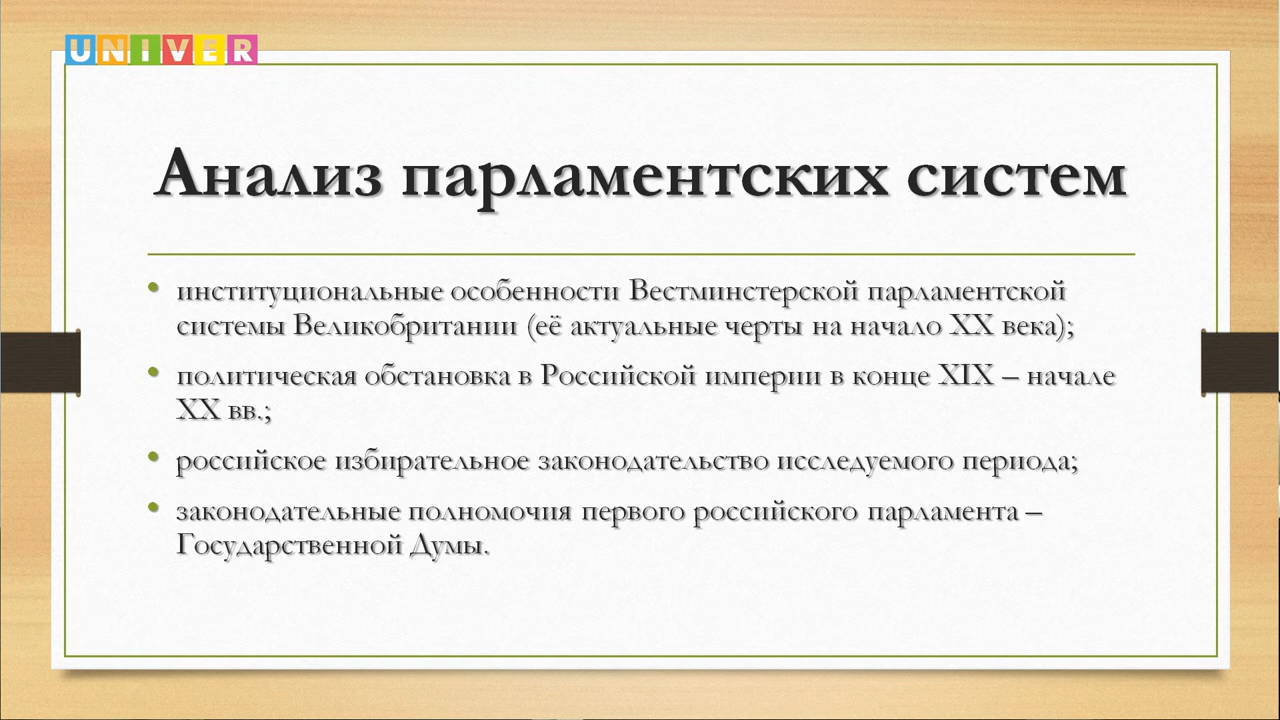 UNIVER
Анализ парламентских систем
• институциональные особенности Вестминстерской парламентской
системы Великобритании (её актуальные черты на начало XX века);
• политическая обстановка в Российской империи в конце XIX – начале
XX вв.;
• российское избирательное законодательство исследуемого периода;
• законодательные полномочия первого российского парламента –
Государственной Думы.